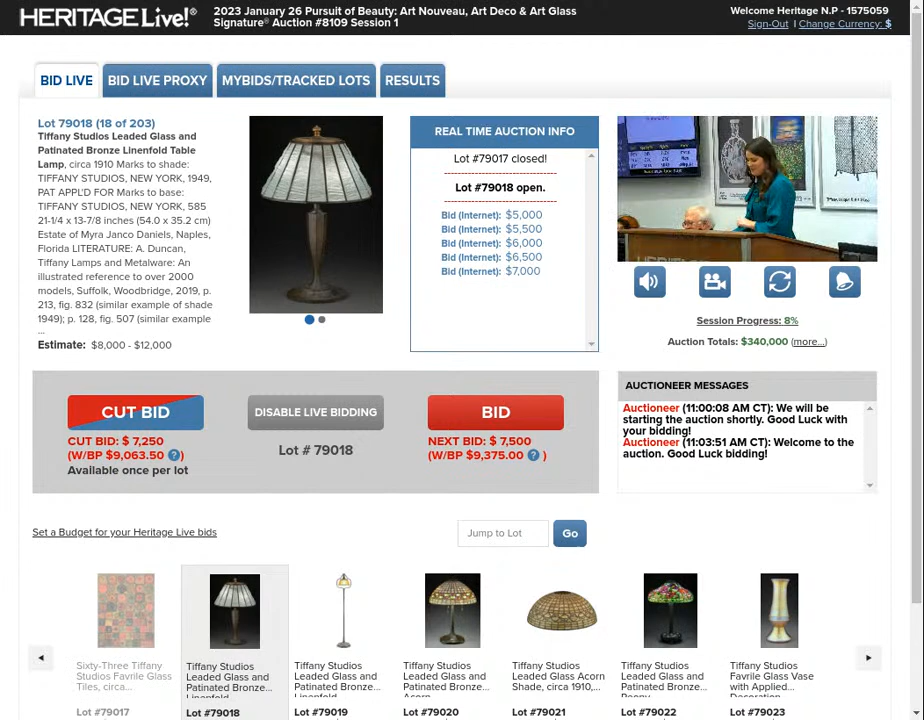 HERITAGE Live!®
2023 January 26 Pursuit of Beauty: Art Nouveau, Art Deco & Art Glass
Signature® Auction #8109 Session 1
Welcome Heritage N.P - 1575059
Sign-Out | Change Currency: $
BID LIVE
BID LIVE PROXY
MYBIDS/TRACKED LOTS
RESULTS
Lot 79018 (18 of 203)
Tiffany Studios Leaded Glass and
Patinated Bronze Linenfold Table
Lamp, circa 1910 Marks to shade:
TIFFANY STUDIOS, NEW YORK, 1949,
PAT APPL'D FOR Marks to base:
TIFFANY STUDIOS, NEW YORK, 585
21-1/4 x 13-7/8 inches (54.0 x 35.2 cm)
Estate of Myra Janco Daniels, Naples,
Florida LITERATURE: A. Duncan,
Tiffany Lamps and Metalware: An
illustrated reference to over 2000
models, Suffolk, Woodbridge, 2019, p.
213, fig. 832 (similar example of shade
1949); p. 128, fig. 507 (similar example
...
Estimate: $8,000 - $12,000
REAL TIME AUCTION INFO
Lot #79017 closed!
Lot #79018 open.
Bid (Internet): $5,000
Bid (Internet): $5,500
Bid (Internet): $6,000
Bid (Internet): $6,500
Bid (Internet): $7,000
Session Progress: 8%
Auction Totals: $340,000 (more...)
CUT BID
CUT BID: $ 7,250
(W/BP $9,063.50 ?)
Available once per lot
DISABLE LIVE BIDDING
Lot # 79018
BID
NEXT BID: $ 7,500
(W/BP $9,375.00 ? )
AUCTIONEER MESSAGES
Auctioneer (11:00:08 AM CT): We will be
starting the auction shortly. Good Luck with
your bidding!
Auctioneer (11:03:51 AM CT): Welcome to the
auction. Good Luck bidding!
Set a Budget for your Heritage Live bids
Jump to Lot
Go
Sixty-Three Tiffany
Studios Favrile Glass
Tiles, circa...
Lot #79017
Tiffany Studios
Leaded Glass and
Patinated Bronze...
Linenfold
Lot #79018
Tiffany Studios
Leaded Glass and
Patinated Bronze...
Linenfold
Lot #79019
Tiffany Studios
Leaded Glass and
Patinated Bronze...
Acorn
Lot #79020
Tiffany Studios
Leaded Glass Acorn
Shade, circa 1910,...
Lot #79021
Tiffany Studios
Leaded Glass and
Patinated Bronze...
Peony
Lot #79022
Tiffany Studios
Favrile Glass Vase
with Applied...
Decoration
Lot #79023